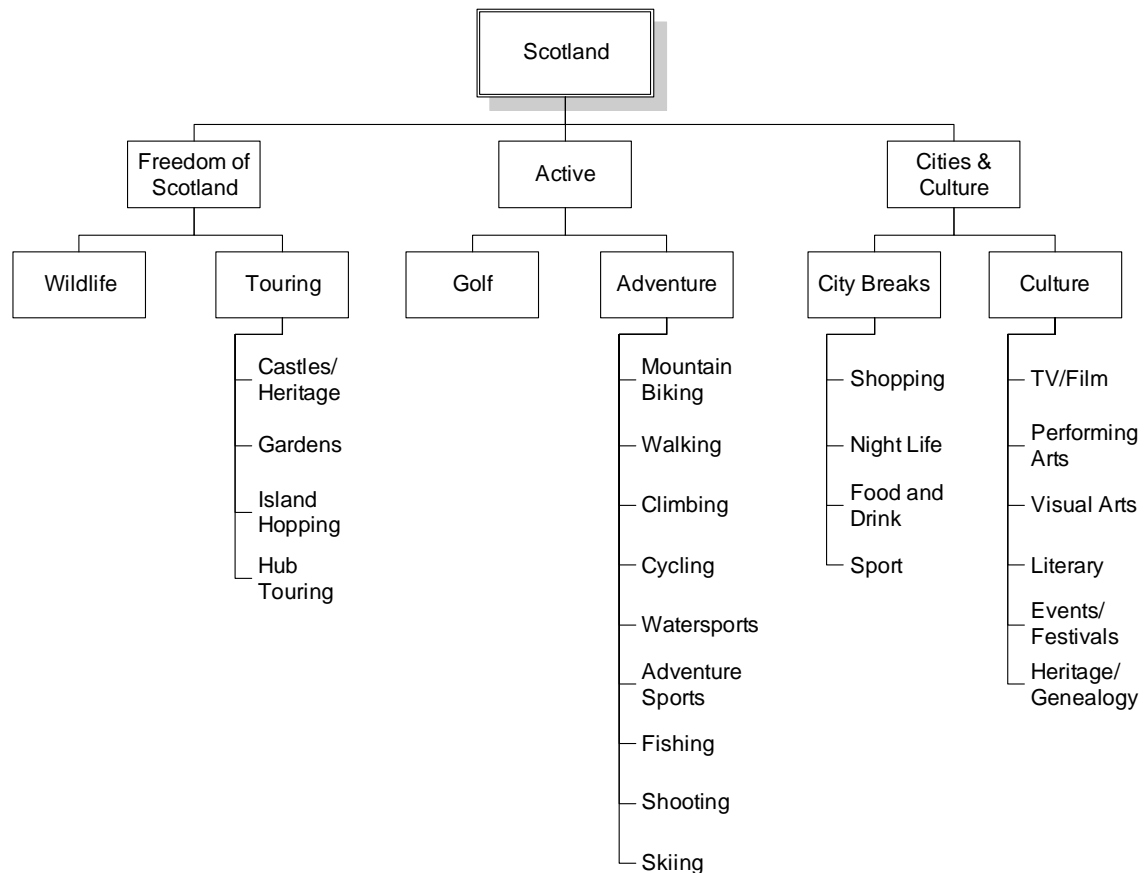 Scotland
Freedom of
Scotland
Active
Cities &
Culture
Wildlife
Touring
Golf
Adventure
City Breaks
Culture
Castles/
Heritage
Gardens
Island
Hopping
Hub
Touring
Mountain
Biking
Walking
Climbing
Cycling
Watersports
Adventure
Sports
Fishing
Shooting
Skiing
Shopping
Night Life
Food and
Drink
Sport
TV/Film
Performing
Arts
Visual Arts
Literary
Events/
Festivals
Heritage/
Genealogy